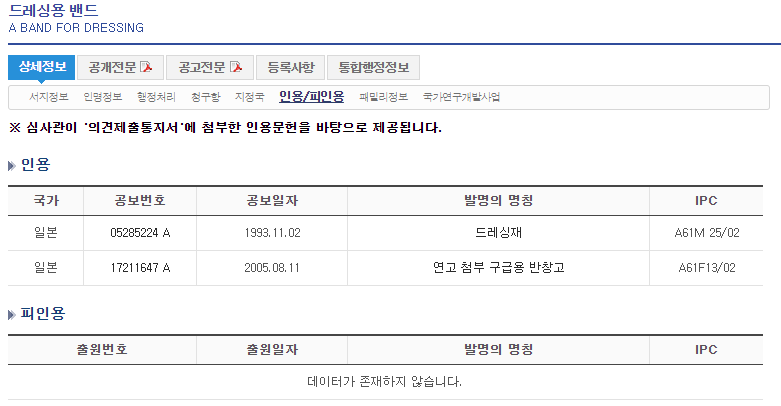 드레싱용 밴드
A BAND FOR DRESSING
상세정보 공개전문 공고전문 등록사항 통합행정정보
서지정보 인명정보 행정처리 청구항 지정국 인용/피인용 패밀리정보 국가연구개발사업
※ 심사관이 '의견제출통지서'에 첨부한 인용문헌을 바탕으로 제공됩니다.
인용
국가 공보번호 공보일자 발명의 명칭 IPC
일본 05285224 A 1993.11.02 드레싱재 A61M 25/02
일본 17211647 A 2005.08.11 연고 첨부 구급용 반창고 A61F13/02
피인용
출원번호 출원일자 발명의 명칭 IPC
데이터가 존재하지 않습니다.